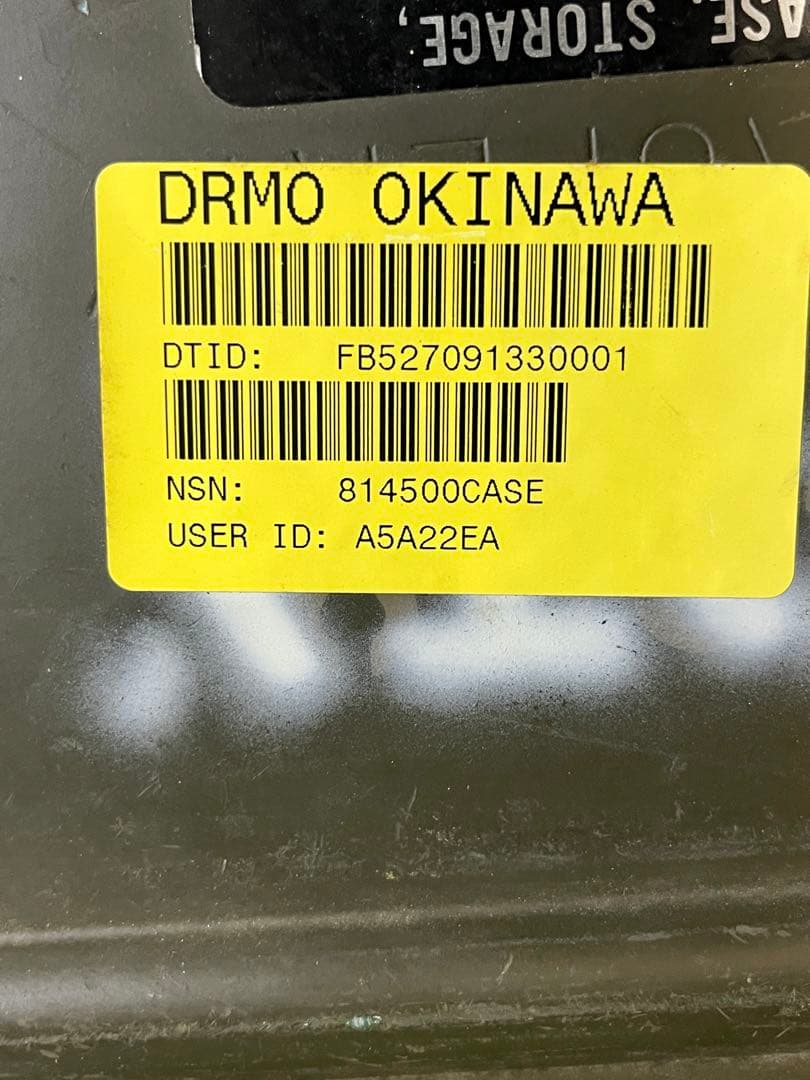 ASE, STORAGE,
DRMO OKINAWA
DTID: FB527091330001
NSN: 814500CASE
USER ID: A5A22EA